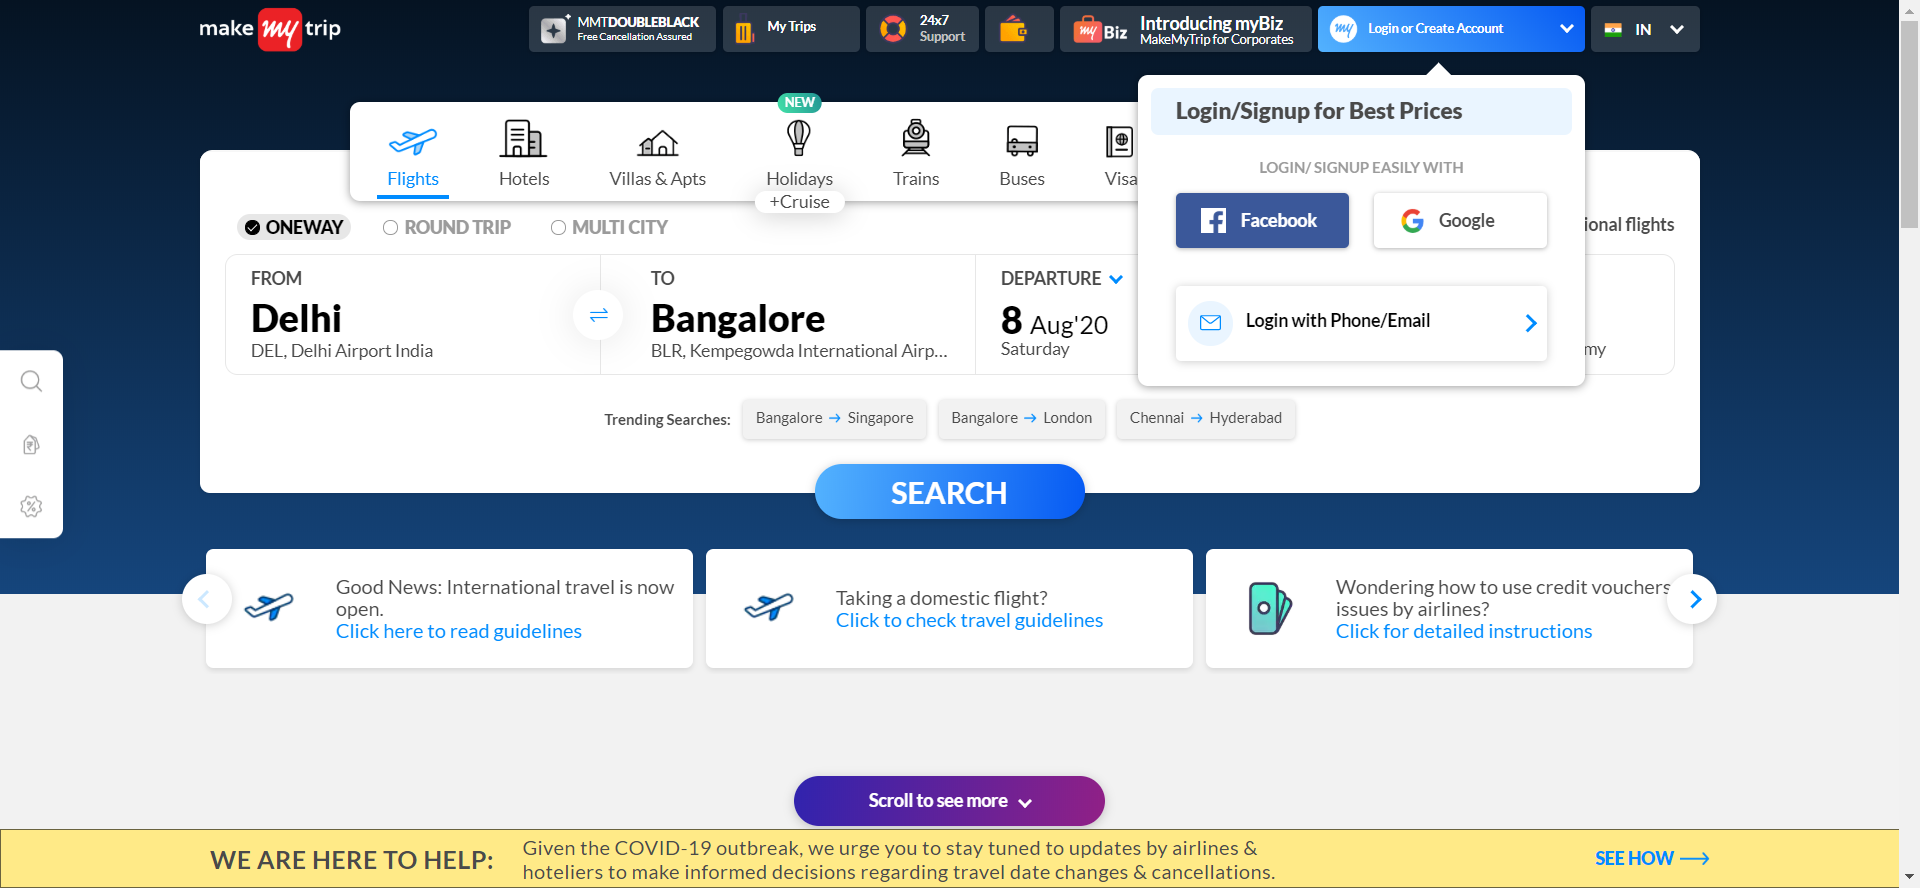 make my trip
MMTDOUBLEBLACK
Free Cancellation Assured
My Trips
24x7
Support
my Biz
Introducing myBiz
MakeMyTrip for Corporates
my
Login or Create Account
IN
NEW
Flights
Hotels
Villas & Apts
Holidays
+Cruise
Trains
Buses
Visa
Login/Signup for Best Prices
LOGIN/ SIGNUP EASILY WITH
Facebook
Google
Login with Phone/Email
ONEWAY
ROUND TRIP
MULTI CITY
ional flights
FROM
Delhi
DEL, Delhi Airport India
TO
Bangalore
BLR, Kempegowda International Airp...
DEPARTURE
8 Aug'20
Saturday
my
Trending Searches:
Bangalore → Singapore
Bangalore → London
Chennai → Hyderabad
SEARCH
Good News: International travel is now
open.
Click here to read guidelines
Taking a domestic flight?
Click to check travel guidelines
Wondering how to use credit vouchers
issues by airlines?
Click for detailed instructions
Scroll to see more
WE ARE HERE TO HELP:
Given the COVID-19 outbreak, we urge you to stay tuned to updates by airlines &
hoteliers to make informed decisions regarding travel date changes & cancellations.
SEE HOW